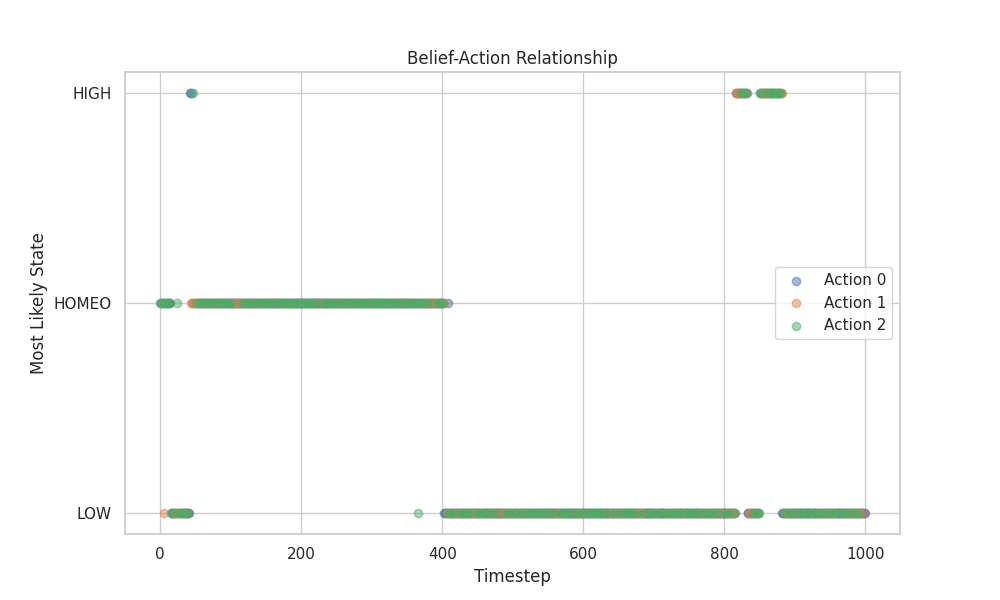 Belief-Action Relationship
Most Likely State
HIGH
HOMEO
LOW
Action 0
Action 1
Action 2
0 200 400 600 800 1000
Timestep